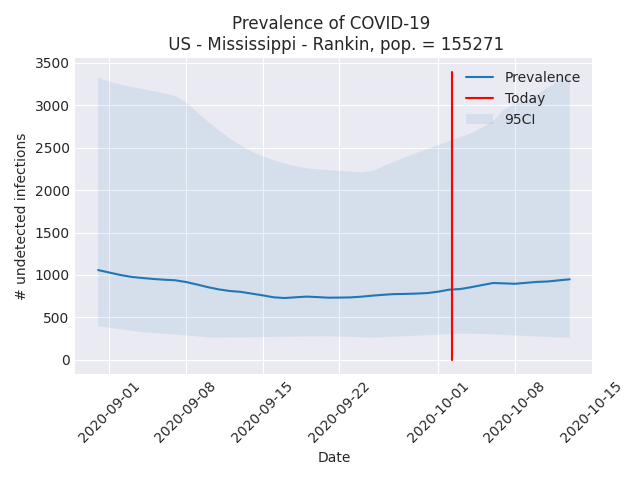 Prevalence of COVID-19
US - Mississippi - Rankin, pop. = 155271
# undetected infections
3500
3000
2500
2000
1500
1000
500
0
Prevalence
Today
95CI
2020-09-01
2020-09-08
2020-09-15
2020-09-22
2020-10-01
2020-10-08
2020-10-15
Date